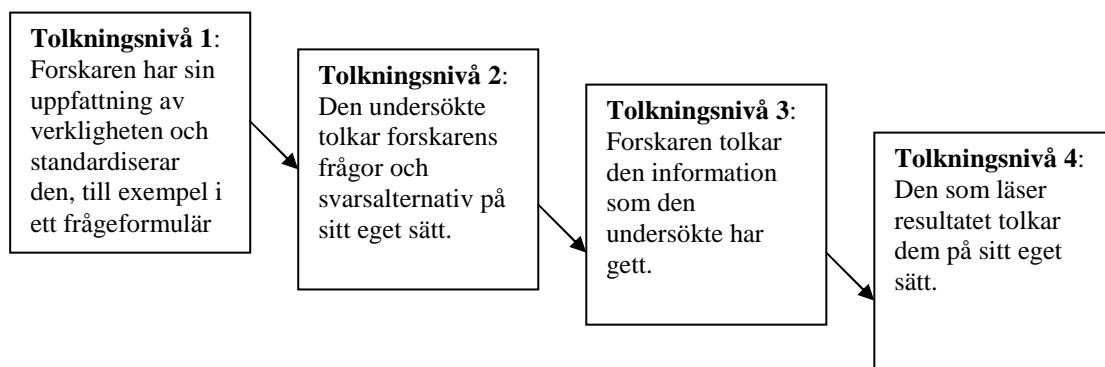 Tolkningsnivå 1:
Forskaren har sin
uppfattning av
verkligheten och
standardiserar
den, till exempel i
ett frågeformulär
Tolkningsnivå 2:
Den undersökte
tolkar forskarens
frågor och
svarsalternativ på
sitt eget sätt.
Tolkningsnivå 3:
Forskaren tolkar
den information
som den
undersökte har
gett.
Tolkningsnivå 4:
Den som läser
resultatet tolkar
dem på sitt eget
sätt.